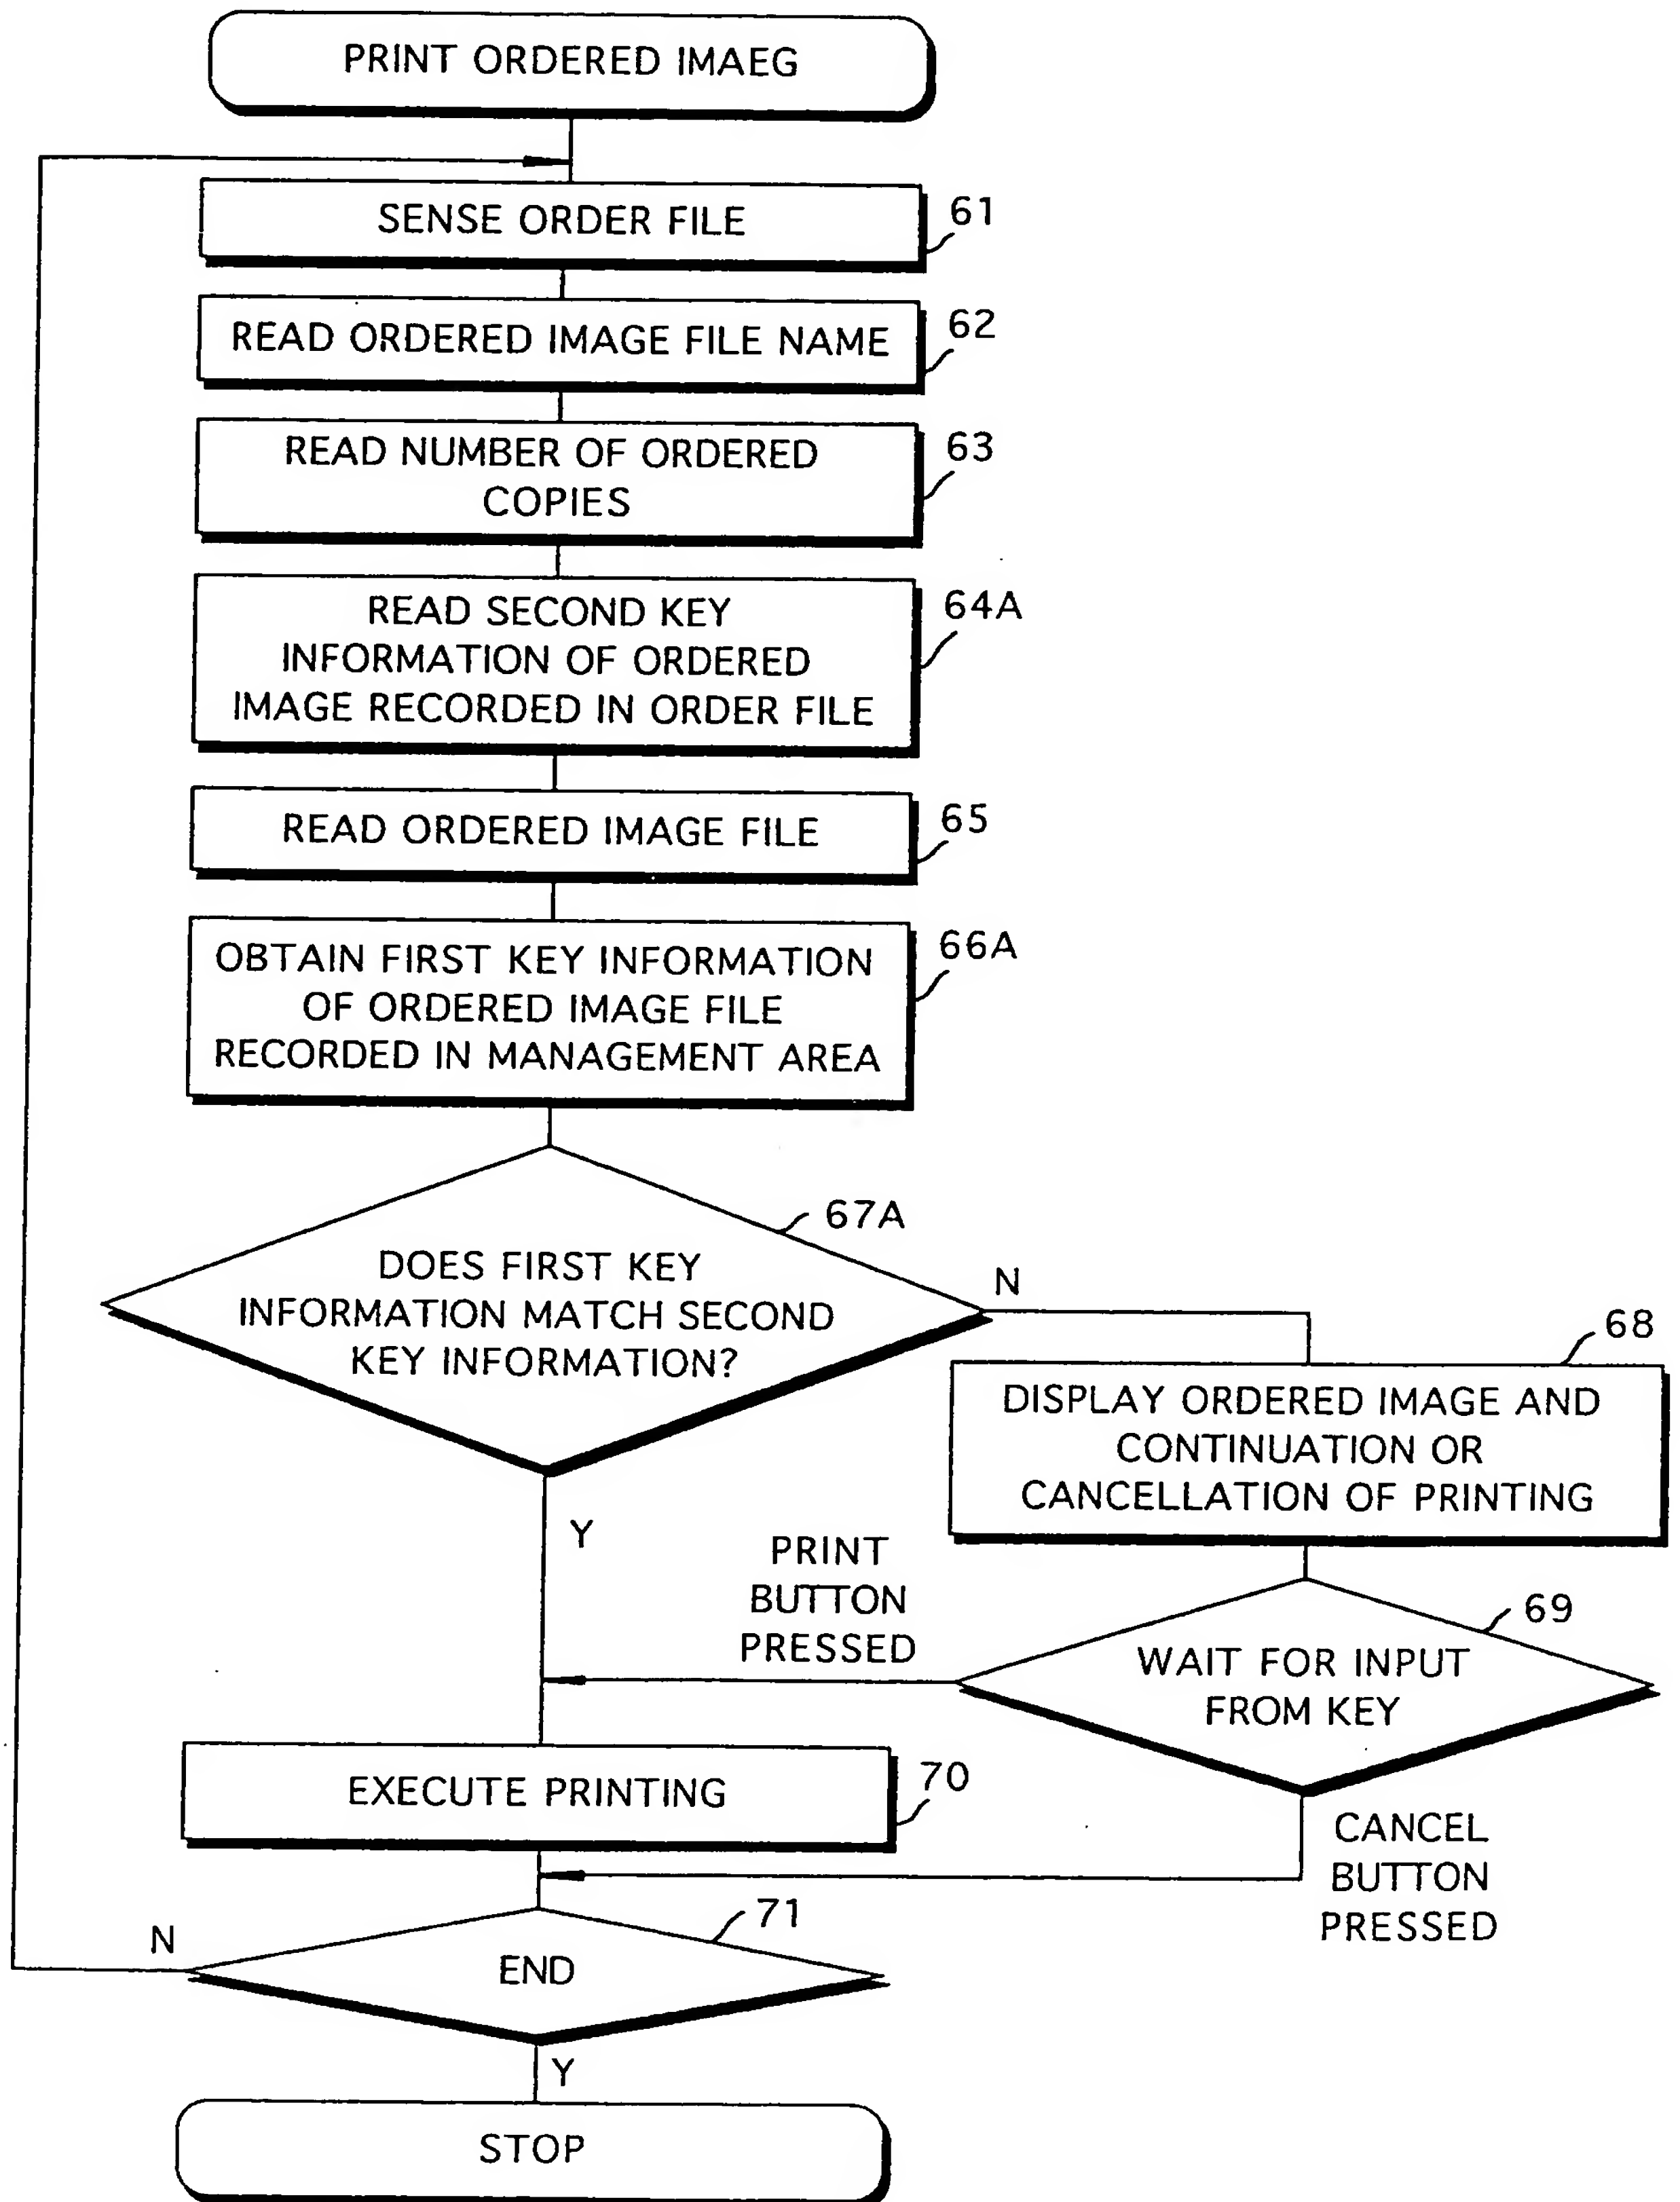 PRINT ORDERED IMAEG
SENSE ORDER FILE
61
READ ORDERED IMAGE FILE NAME
62
READ NUMBER OF ORDERED
COPIES
63
READ SECOND KEY
INFORMATION OF ORDERED
IMAGE RECORDED IN ORDER FILE
64A
READ ORDERED IMAGE FILE
65
OBTAIN FIRST KEY INFORMATION
OF ORDERED IMAGE FILE
RECORDED IN MANAGEMENT AREA
66A
67A
DOES FIRST KEY
INFORMATION MATCH SECOND
KEY INFORMATION?
N
68
DISPLAY ORDERED IMAGE AND
CONTINUATION OR
CANCELLATION OF PRINTING
Y
PRINT
BUTTON
PRESSED
69
WAIT FOR INPUT
FROM KEY
EXECUTE PRINTING
70
CANCEL
BUTTON
PRESSED
71
N
END
Y
STOP